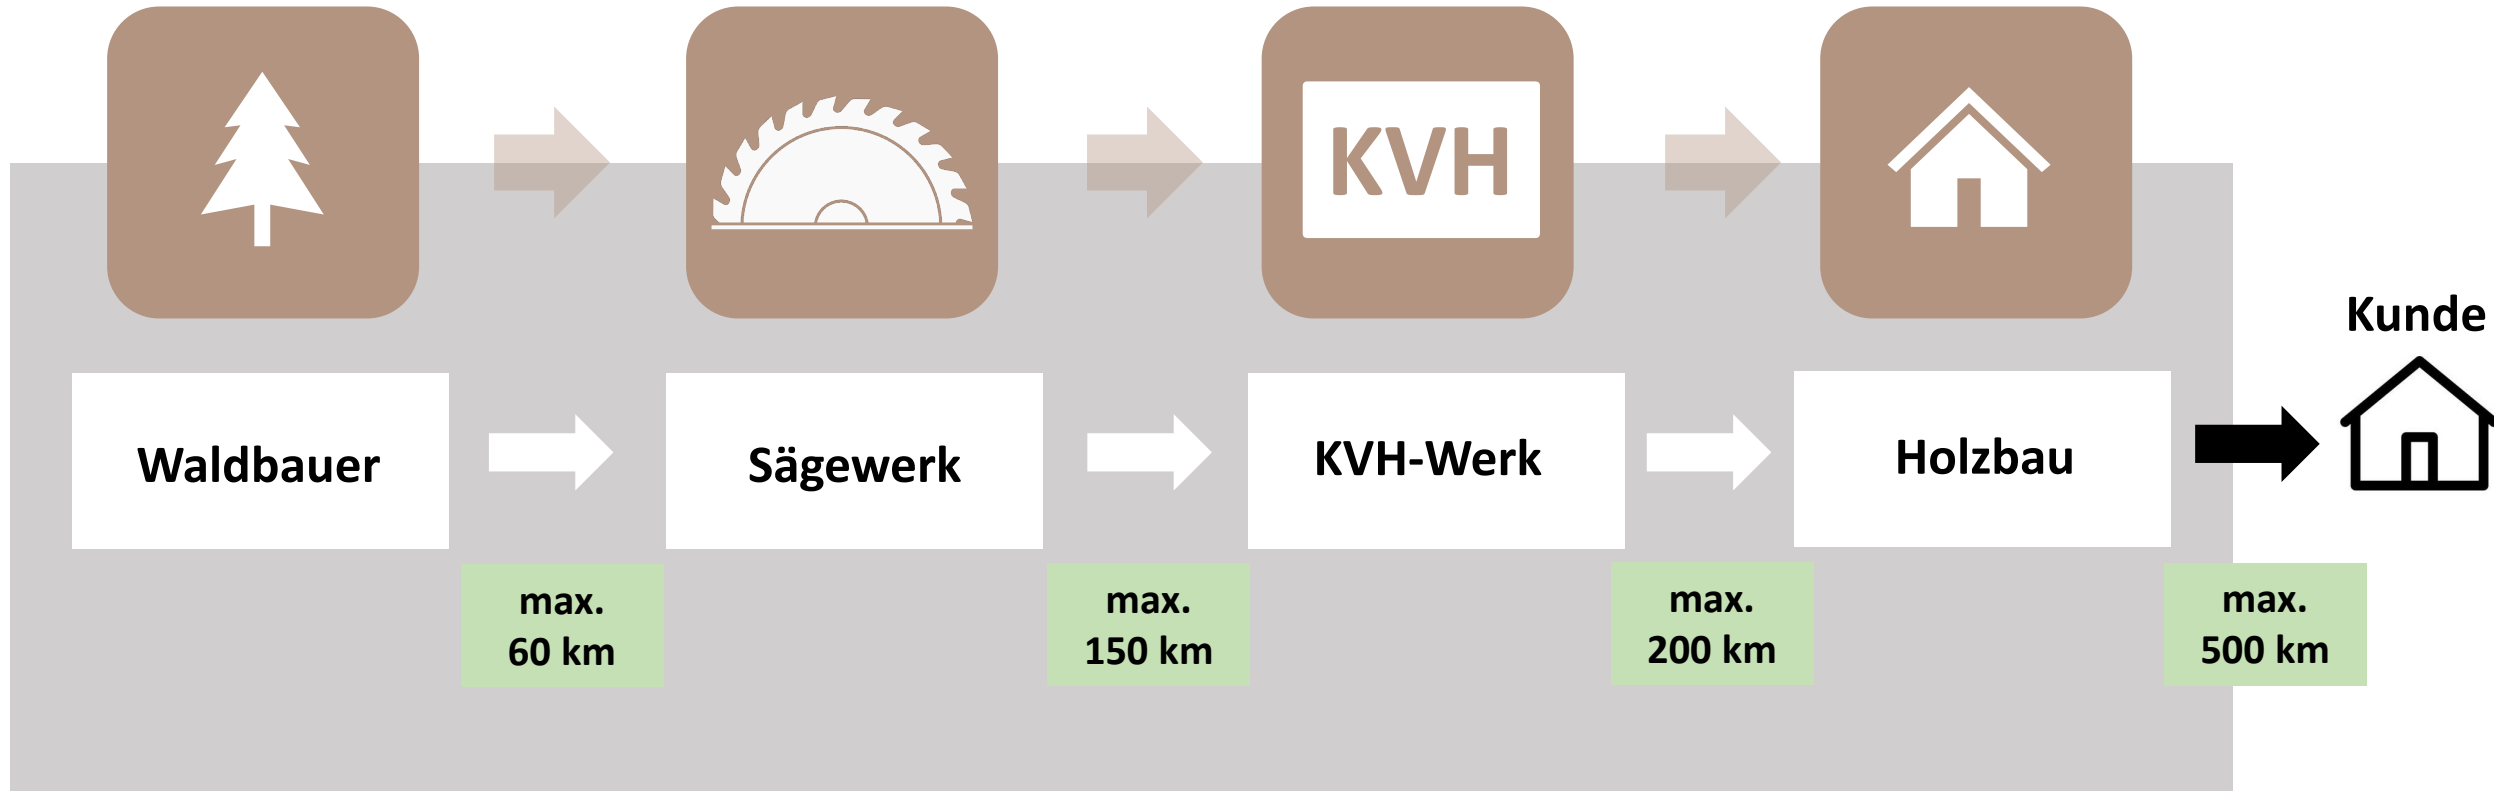 KVH
Kunde
Waldbauer
Sägewerk
KVH-Werk
Holzbau
max.
60 km
max.
150 km
max.
200 km
max.
500 km